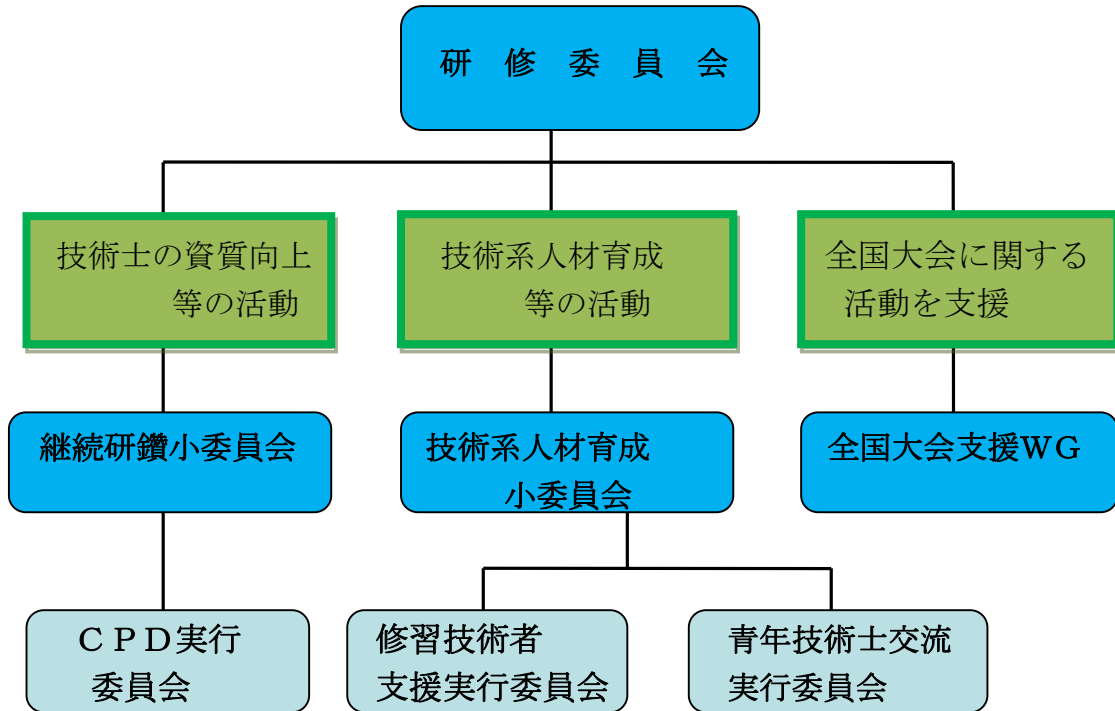 研　修　委　員　会
技術士の資質向上
等の活動
技術系人材育成
等の活動
全国大会に関する
活動を支援
継続研鑽小委員会
技術系人材育成
小委員会
全国大会支援WG
ＣＰＤ実行
委員会
修習技術者
支援実行委員会
青年技術士交流
実行委員会